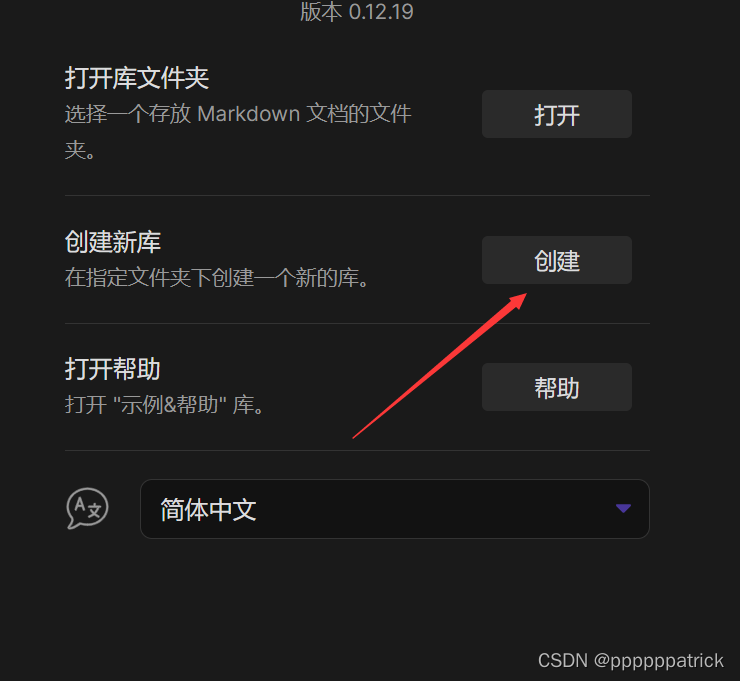 版本 0.12.19
打开库文件夹
选择一个存放 Markdown 文档的文件
夹。
打开
创建新库
在指定文件夹下创建一个新的库。
创建
打开帮助
打开 "示例&帮助" 库。
帮助
简体中文
CSDN @ppppppatrick